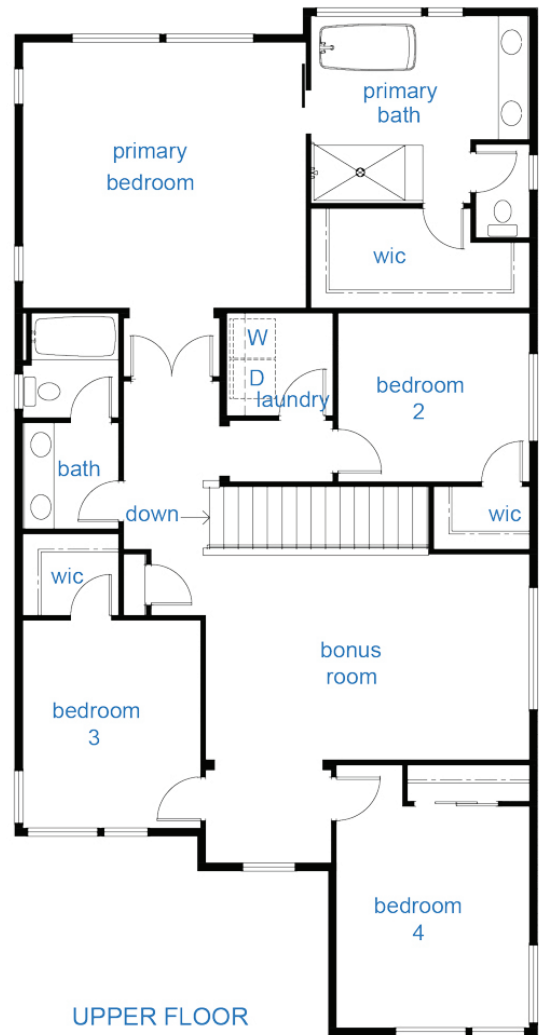 primary
bath
primary
bedroom
wic
W
D
laundry
bedroom
2
bath
down
wic
wic
bonus
room
bedroom
3
bedroom
4
UPPER FLOOR